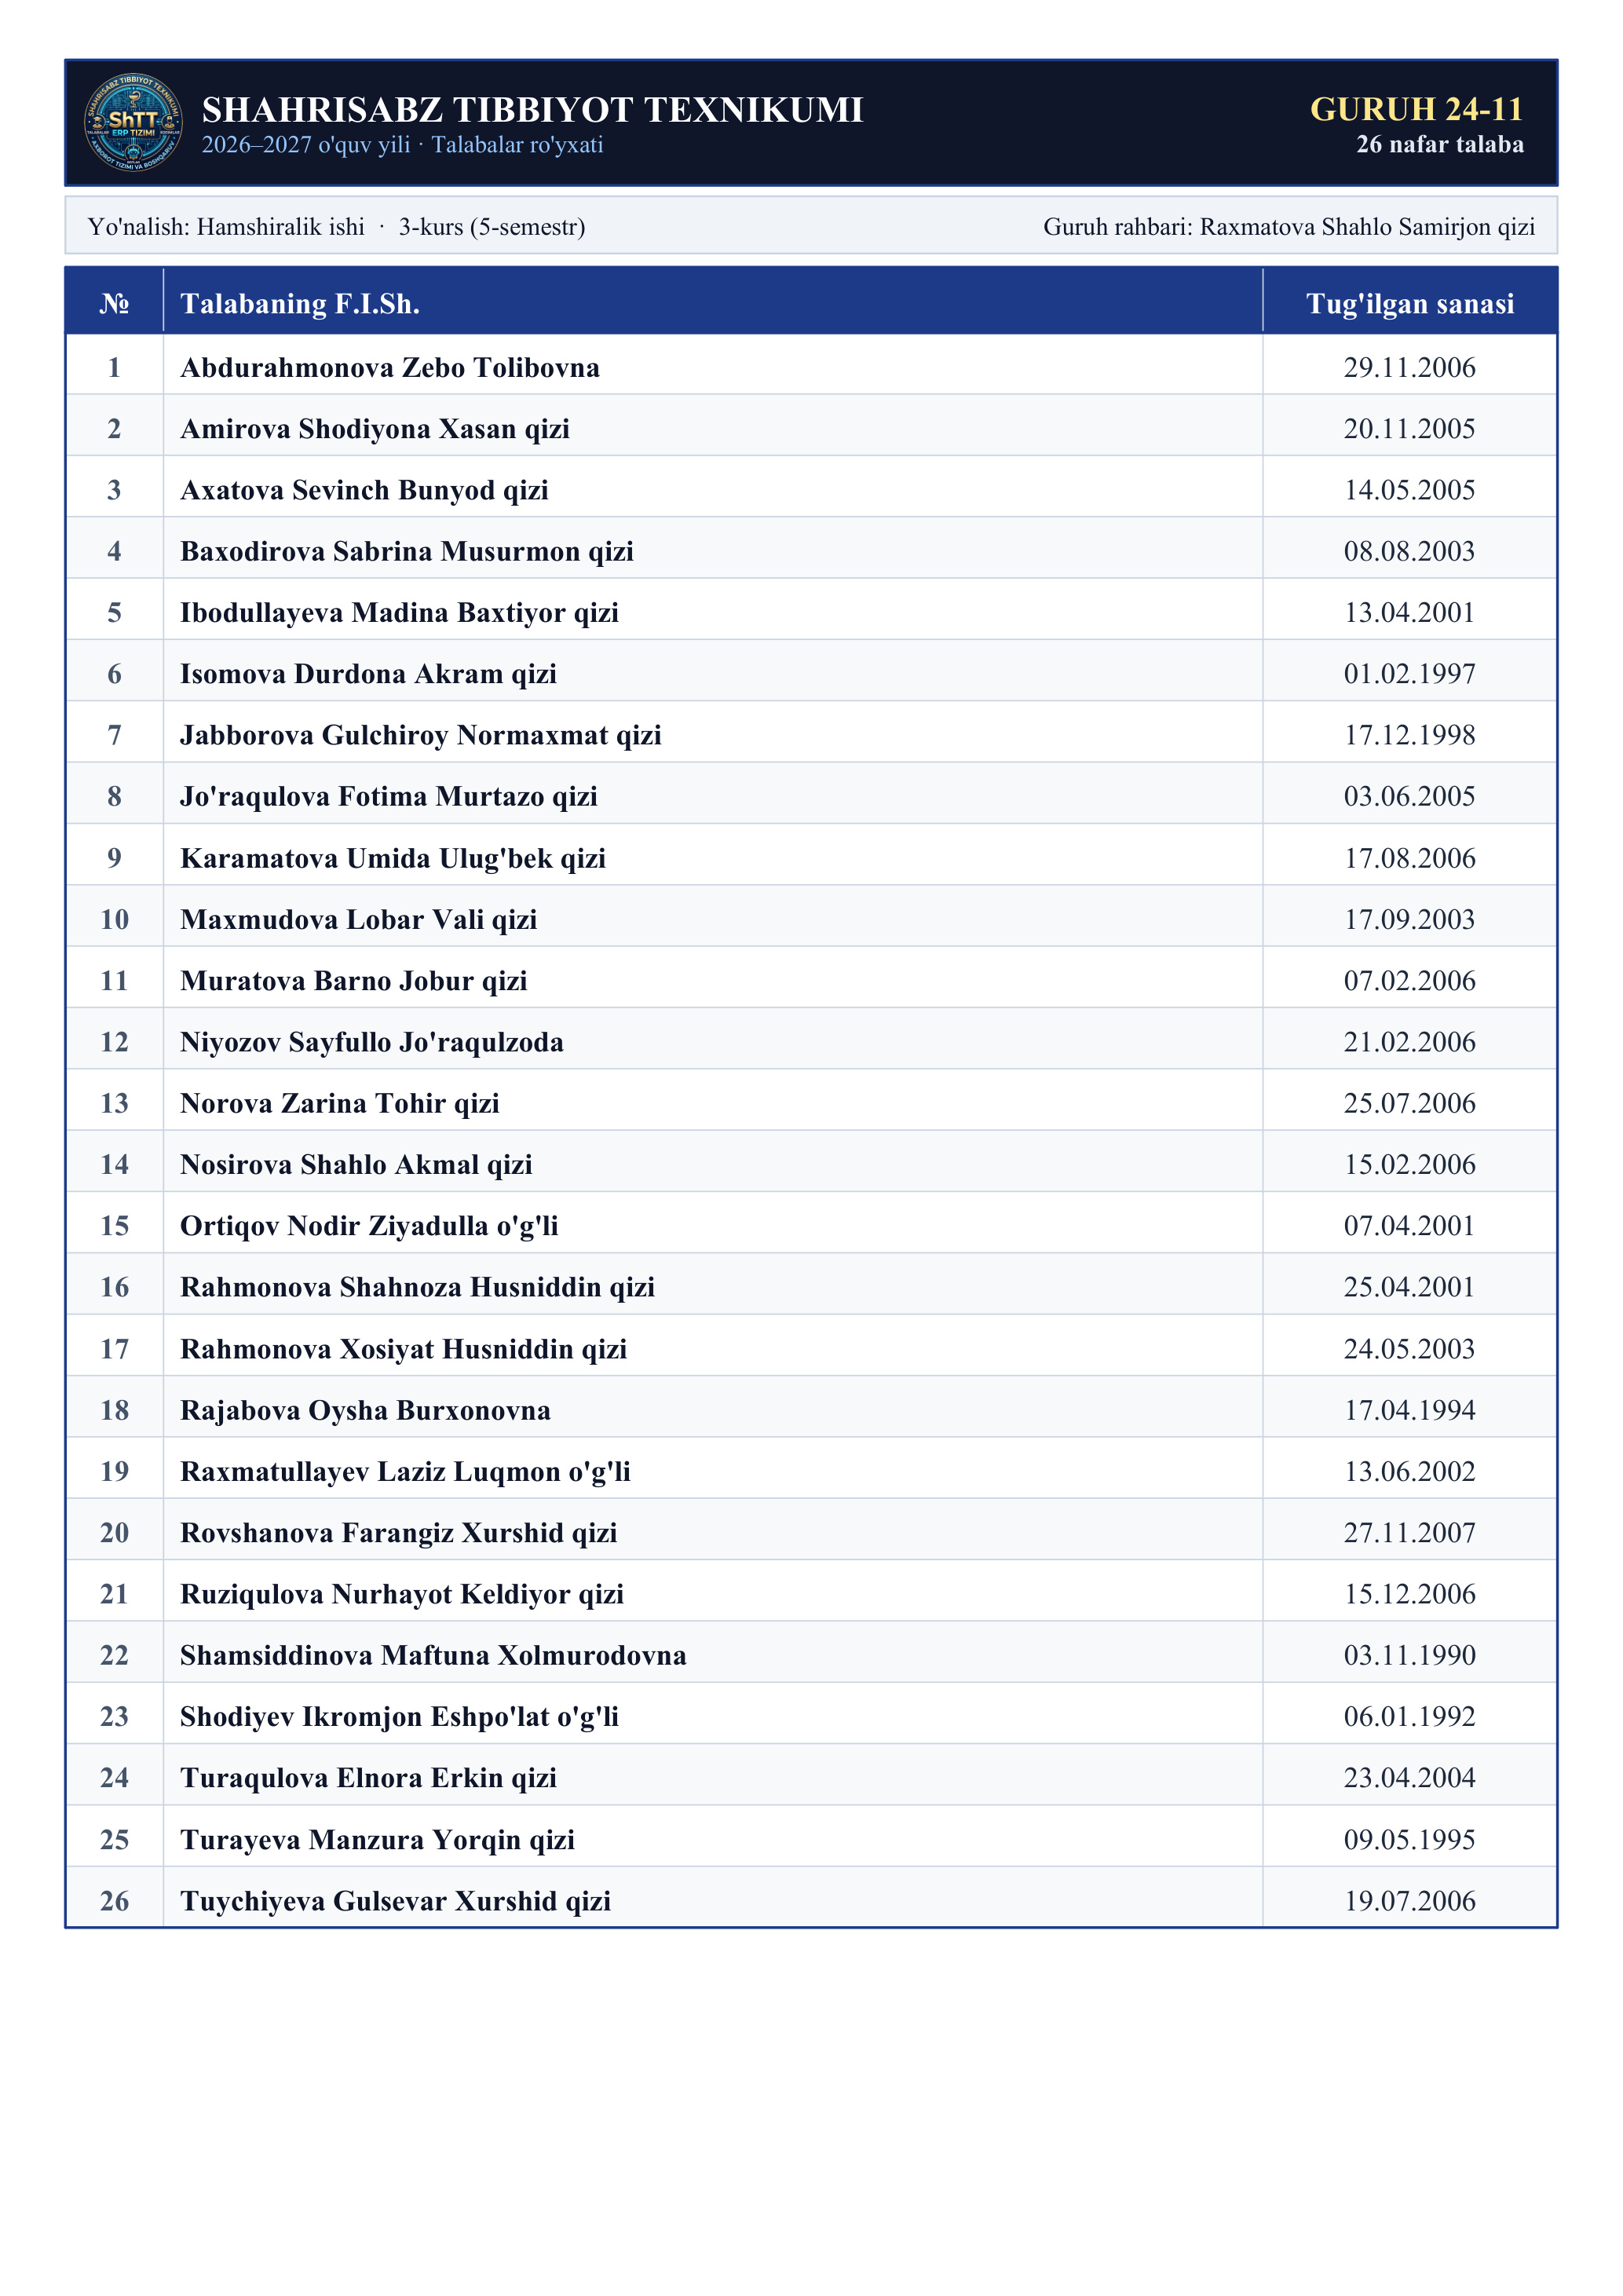 SHAHRISABZ TIBBIYOT TEXNIKUMI
ShTT
ERP TIZIMI
AXBOROT TIZIMI VA BOSHQARUV
SHAHRISABZ TIBBIYOT TEXNIKUMI
2026–2027 o'quv yili · Talabalar ro'yxati
GURUH 24-11
26 nafar talaba
Yo'nalish: Hamshiralik ishi · 3-kurs (5-semestr)
Guruh rahbari: Raxmatova Shahlo Samirjon qizi
№ Talabaning F.I.Sh. Tug'ilgan sanasi
1 Abdurahmonova Zebo Tolibovna 29.11.2006
2 Amirova Shodiyona Xasan qizi 20.11.2005
3 Axatova Sevinch Bunyod qizi 14.05.2005
4 Baxodirova Sabrina Musurmon qizi 08.08.2003
5 Ibodullayeva Madina Baxtiyor qizi 13.04.2001
6 Isomova Durdona Akram qizi 01.02.1997
7 Jabborova Gulchiroy Normaxmat qizi 17.12.1998
8 Jo'raqulova Fotima Murtazo qizi 03.06.2005
9 Karamatova Umida Ulug'bek qizi 17.08.2006
10 Maxmudova Lobar Vali qizi 17.09.2003
11 Muratova Barno Jobur qizi 07.02.2006
12 Niyozov Sayfullo Jo'raqulzoda 21.02.2006
13 Norova Zarina Tohir qizi 25.07.2006
14 Nosirova Shahlo Akmal qizi 15.02.2006
15 Ortiqov Nodir Ziyadulla o'g'li 07.04.2001
16 Rahmonova Shahnoza Husniddin qizi 25.04.2001
17 Rahmonova Xosiyat Husniddin qizi 24.05.2003
18 Rajabova Oysha Burxonovna 17.04.1994
19 Raxmatullayev Laziz Luqmon o'g'li 13.06.2002
20 Rovshanova Farangiz Xurshid qizi 27.11.2007
21 Ruziqulova Nurhayot Keldiyor qizi 15.12.2006
22 Shamsiddinova Maftuna Xolmurodovna 03.11.1990
23 Shodiyev Ikromjon Eshpo'lat o'g'li 06.01.1992
24 Turaqulova Elnora Erkin qizi 23.04.2004
25 Turayeva Manzura Yorqin qizi 09.05.1995
26 Tuychiyeva Gulsevar Xurshid qizi 19.07.2006